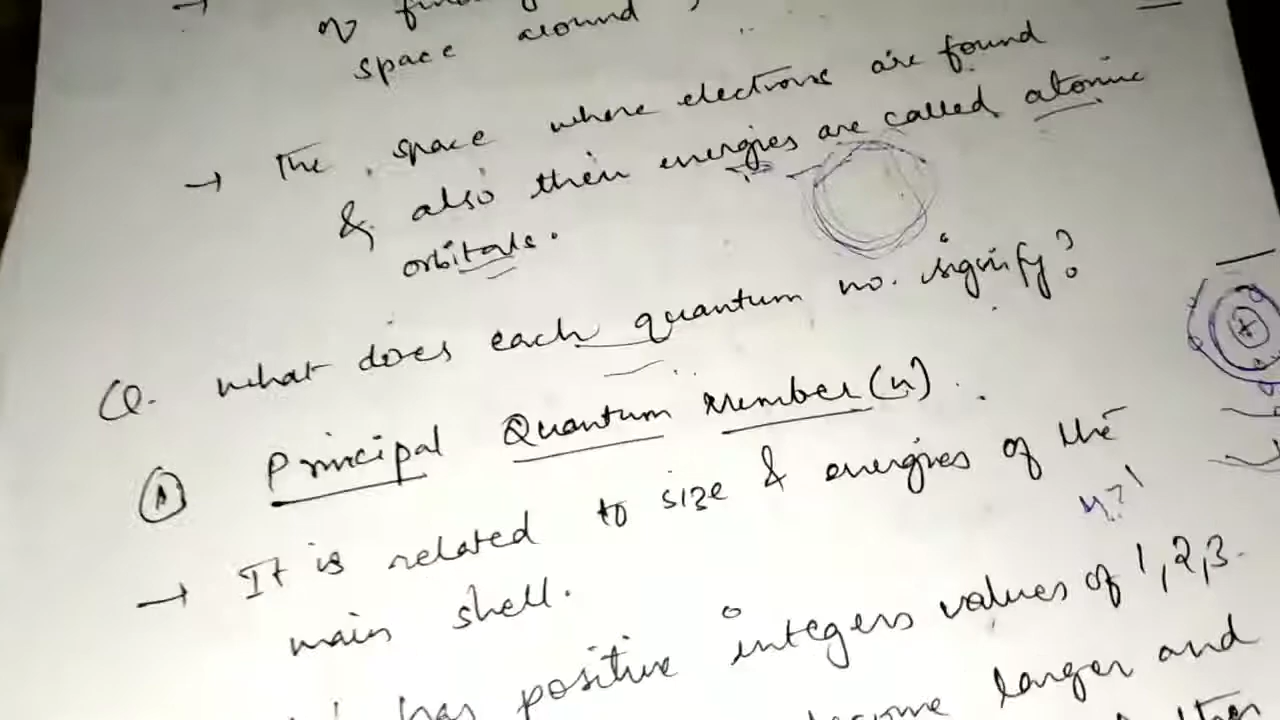 → of
space around
→ The space where electrons are found
& also their energies are called atomic
orbitals.
Q. What does each quantum no. signify?
① Principal Quantum Number (n).
→ It is related to size & energies of the
main shell.
has positive integers values of 1,2,3.
larger and